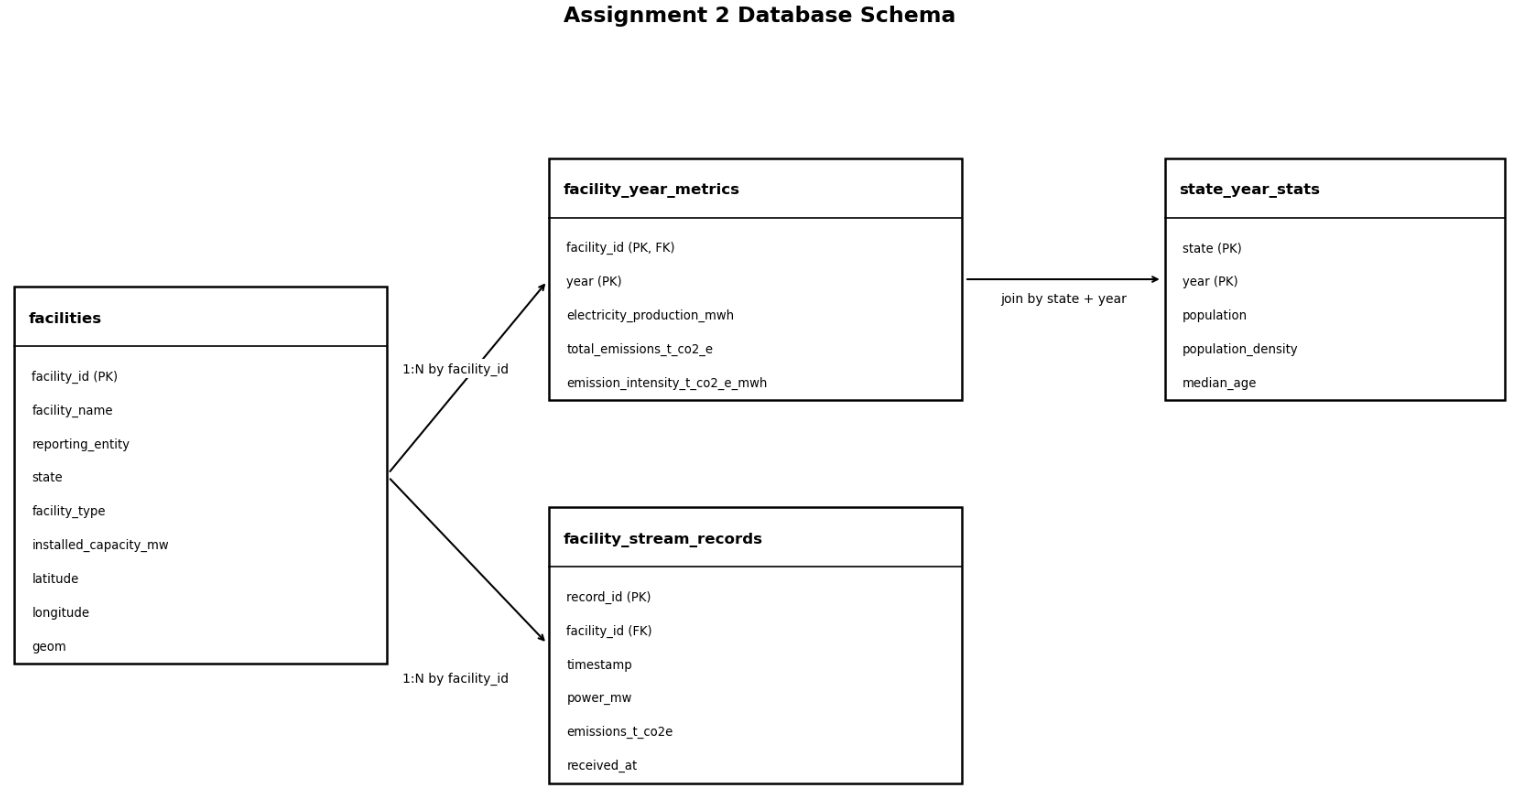 Assignment 2 Database Schema
facilities
facility_id (PK)
facility_name
reporting_entity
state
facility_type
installed_capacity_mw
latitude
longitude
geom
1:N by facility_id
1:N by facility_id
facility_year_metrics
facility_id (PK, FK)
year (PK)
electricity_production_mwh
total_emissions_t_co2_e
emission_intensity_t_co2_e_mwh
facility_stream_records
record_id (PK)
facility_id (FK)
timestamp
power_mw
emissions_t_co2e
received_at
join by state + year
state_year_stats
state (PK)
year (PK)
population
population_density
median_age